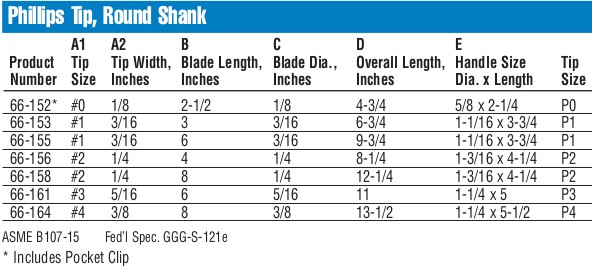 Phillips Tip, Round Shank
A1 A2 B C D E
Product Tip Tip Width, Blade Length, Blade Dia., Overall Length, Handle Size Tip
Number Size Inches Inches Inches Inches Dia. x Length Size
66-152* #0 1/8 2-1/2 1/8 4-3/4 5/8 x 2-1/4 P0
66-153 #1 3/16 3 3/16 6-3/4 1-1/16 x 3-3/4 P1
66-155 #1 3/16 6 3/16 9-3/4 1-1/16 x 3-3/4 P1
66-156 #2 1/4 4 1/4 8-1/4 1-3/16 x 4-1/4 P2
66-158 #2 1/4 8 1/4 12-1/4 1-3/16 x 4-1/4 P2
66-161 #3 5/16 6 5/16 11 1-1/4 x 5 P3
66-164 #4 3/8 8 3/8 13-1/2 1-1/4 x 5-1/2 P4
ASME B107-15 Fed'l Spec. GGG-S-121e
* Includes Pocket Clip